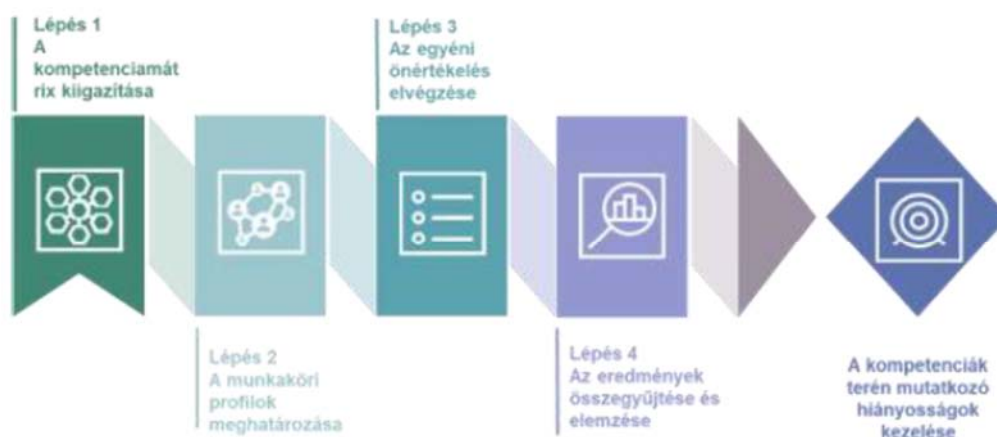 Lépés 1
A
kompetenciamát
rix kiigazítása
Lépés 2
A munkaköri
profilok
meghatározása
Lépés 3
Az egyéni
önértékelés
elvégzése
Lépés 4
Az eredmények
összegyűjtése és
elemzése
A kompetenciák
terén mutatkozó
hiányosságok
kezelése